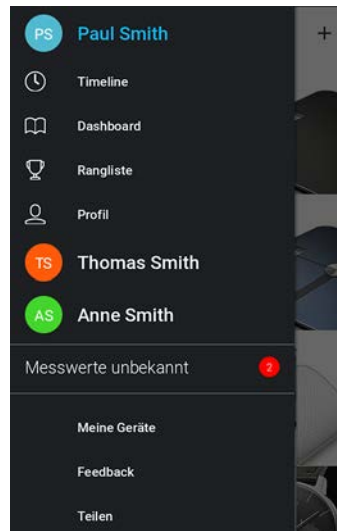 PS Paul Smith
Timeline
Dashboard
Rangliste
Profil
TS Thomas Smith
AS Anne Smith
Messwerte unbekannt 2
Meine Geräte
Feedback
Teilen